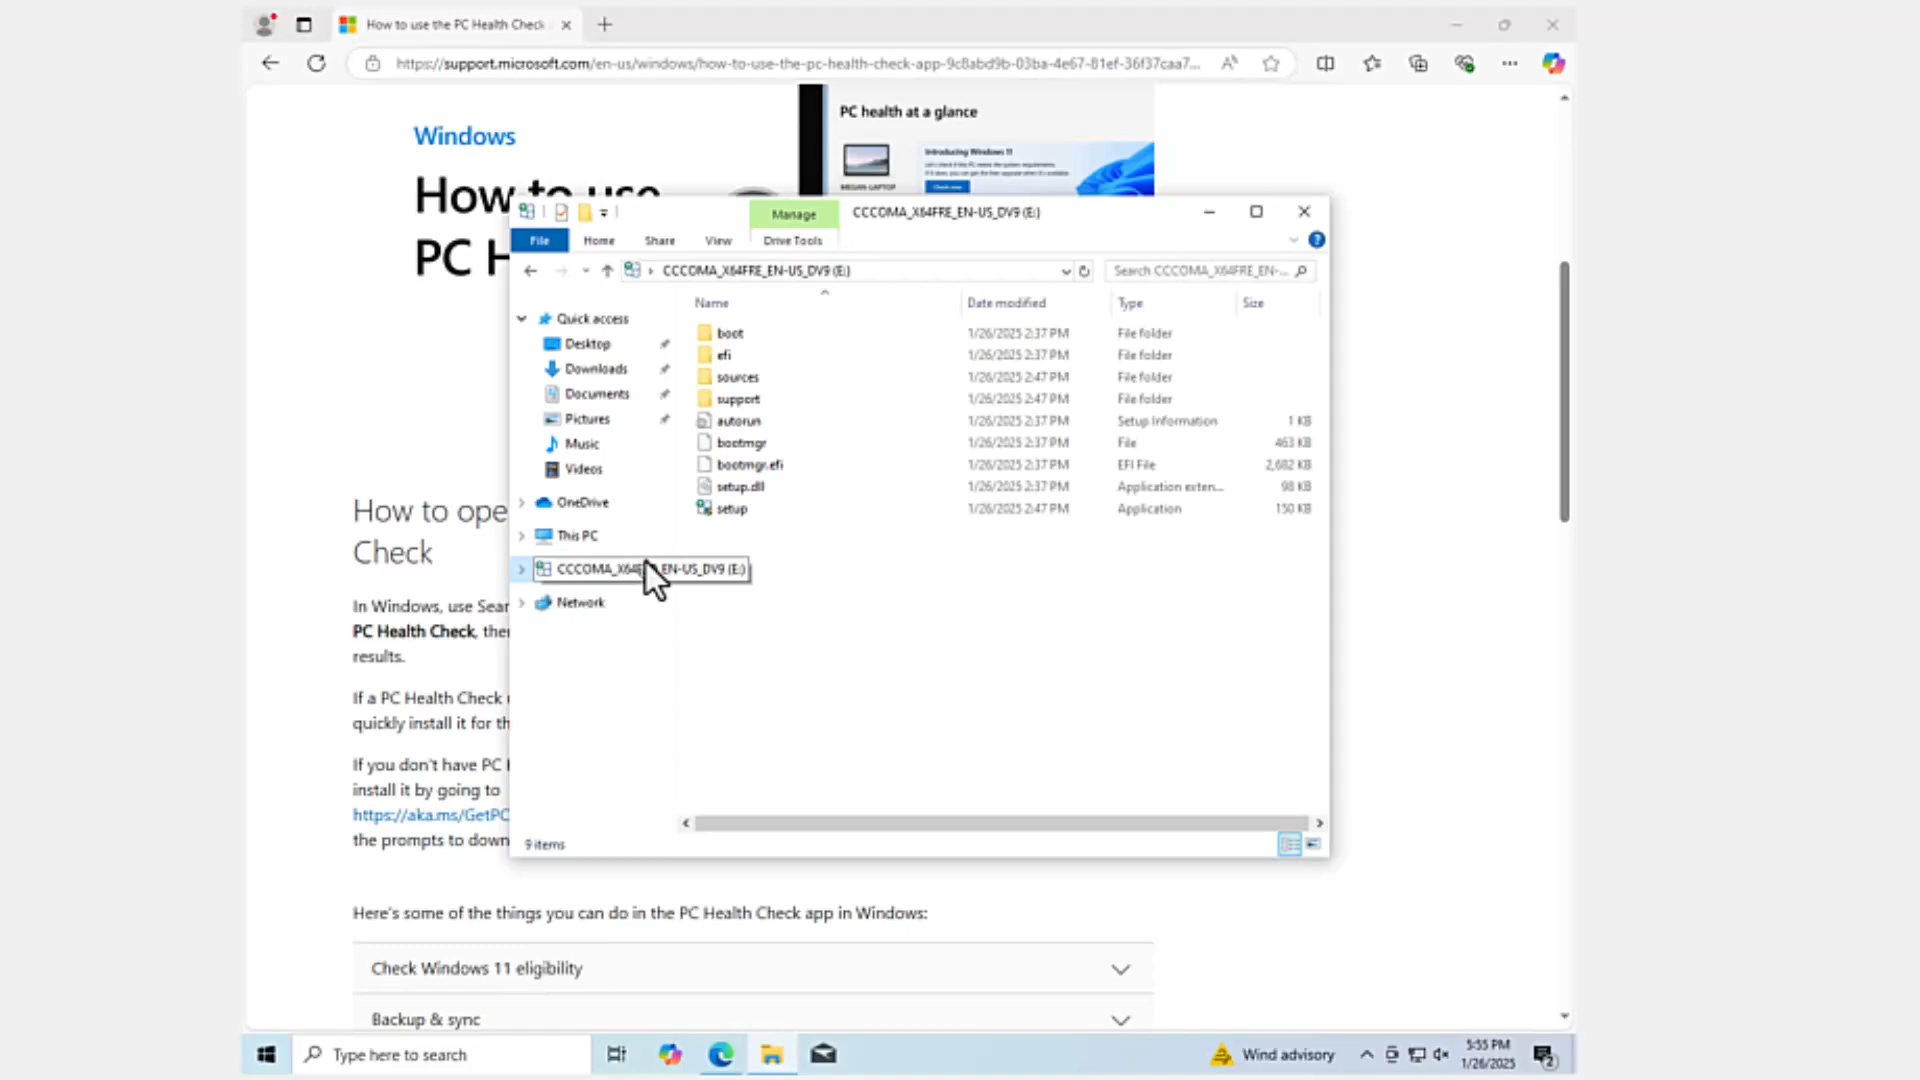 How to use the PC Health Check
https://support.microsoft.com/en-us/windows/how-to-use-the-pc-health-check-app-9c8abd9b-03ba-4e67-81ef-36f37caa7...
PC health at a glance
Windows
Introducing Windows 11
Check now
MEGAN-LAPTOP
How to use
PC H
Manage
CCCOMA_X64FRE_EN-US_DV9 (E:)
File
Home
Share
View
Drive Tools
CCCOMA_X64FRE_EN-US_DV9 (E:)
Search CCCOMA_X64FRE_EN-...
Name Date modified Type Size
Quick access
Desktop
Downloads
Documents
Pictures
Music
Videos
OneDrive
This PC
CCCOMA_X64 EN-US_DV9 (E:)
Network
boot 1/26/2025 2:37 PM File folder
efi 1/26/2025 2:37 PM File folder
sources 1/26/2025 2:47 PM File folder
support 1/26/2025 2:47 PM File folder
autorun 1/26/2025 2:37 PM Setup Information 1 KB
bootmgr 1/26/2025 2:37 PM File 463 KB
bootmgr.efi 1/26/2025 2:37 PM EFI File 2,682 KB
setup.dll 1/26/2025 2:37 PM Application exten... 98 KB
setup 1/26/2025 2:47 PM Application 150 KB
9 items
How to ope
Check
In Windows, use Sear
PC Health Check, the
results.
If a PC Health Check
quickly install it for th
If you don't have PC
install it by going to
https://aka.ms/GetPC
the prompts to down
Here's some of the things you can do in the PC Health Check app in Windows:
Check Windows 11 eligibility
Backup & sync
Type here to search
Wind advisory
5:55 PM
1/26/2025
2